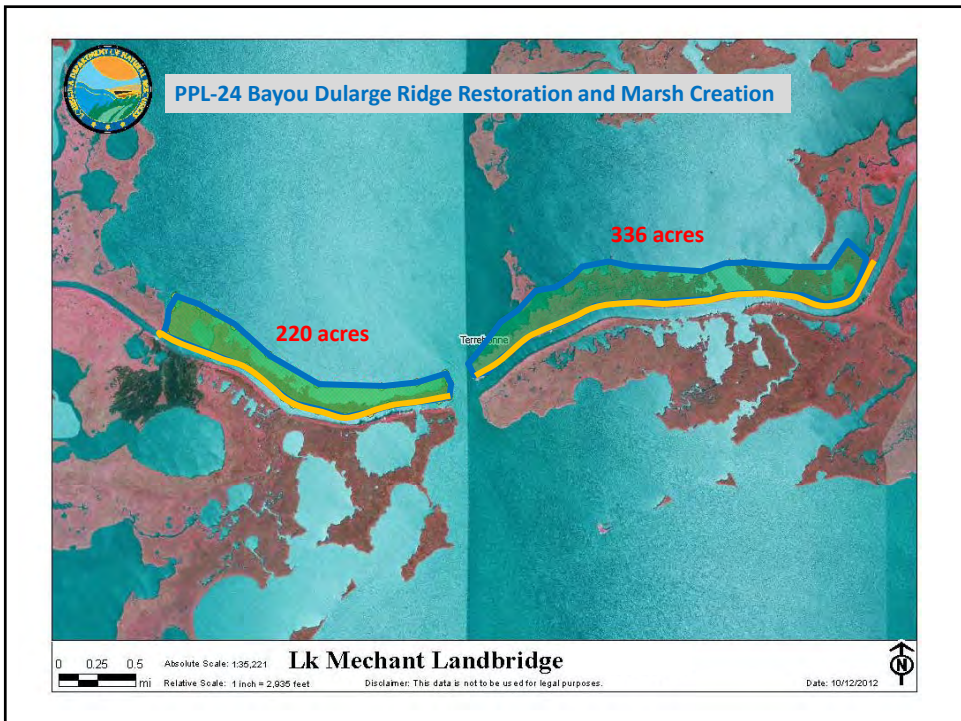 PPL-24 Bayou Dularge Ridge Restoration and Marsh Creation
336 acres
220 acres
0 0.25 0.5
mi
Absolute Scale: 1:35,221
Relative Scale: 1 inch = 2,935 feet
Lk Mechant Landbridge
Disclaimer: This data is not to be used for legal purposes.
N
Date: 10/12/2012